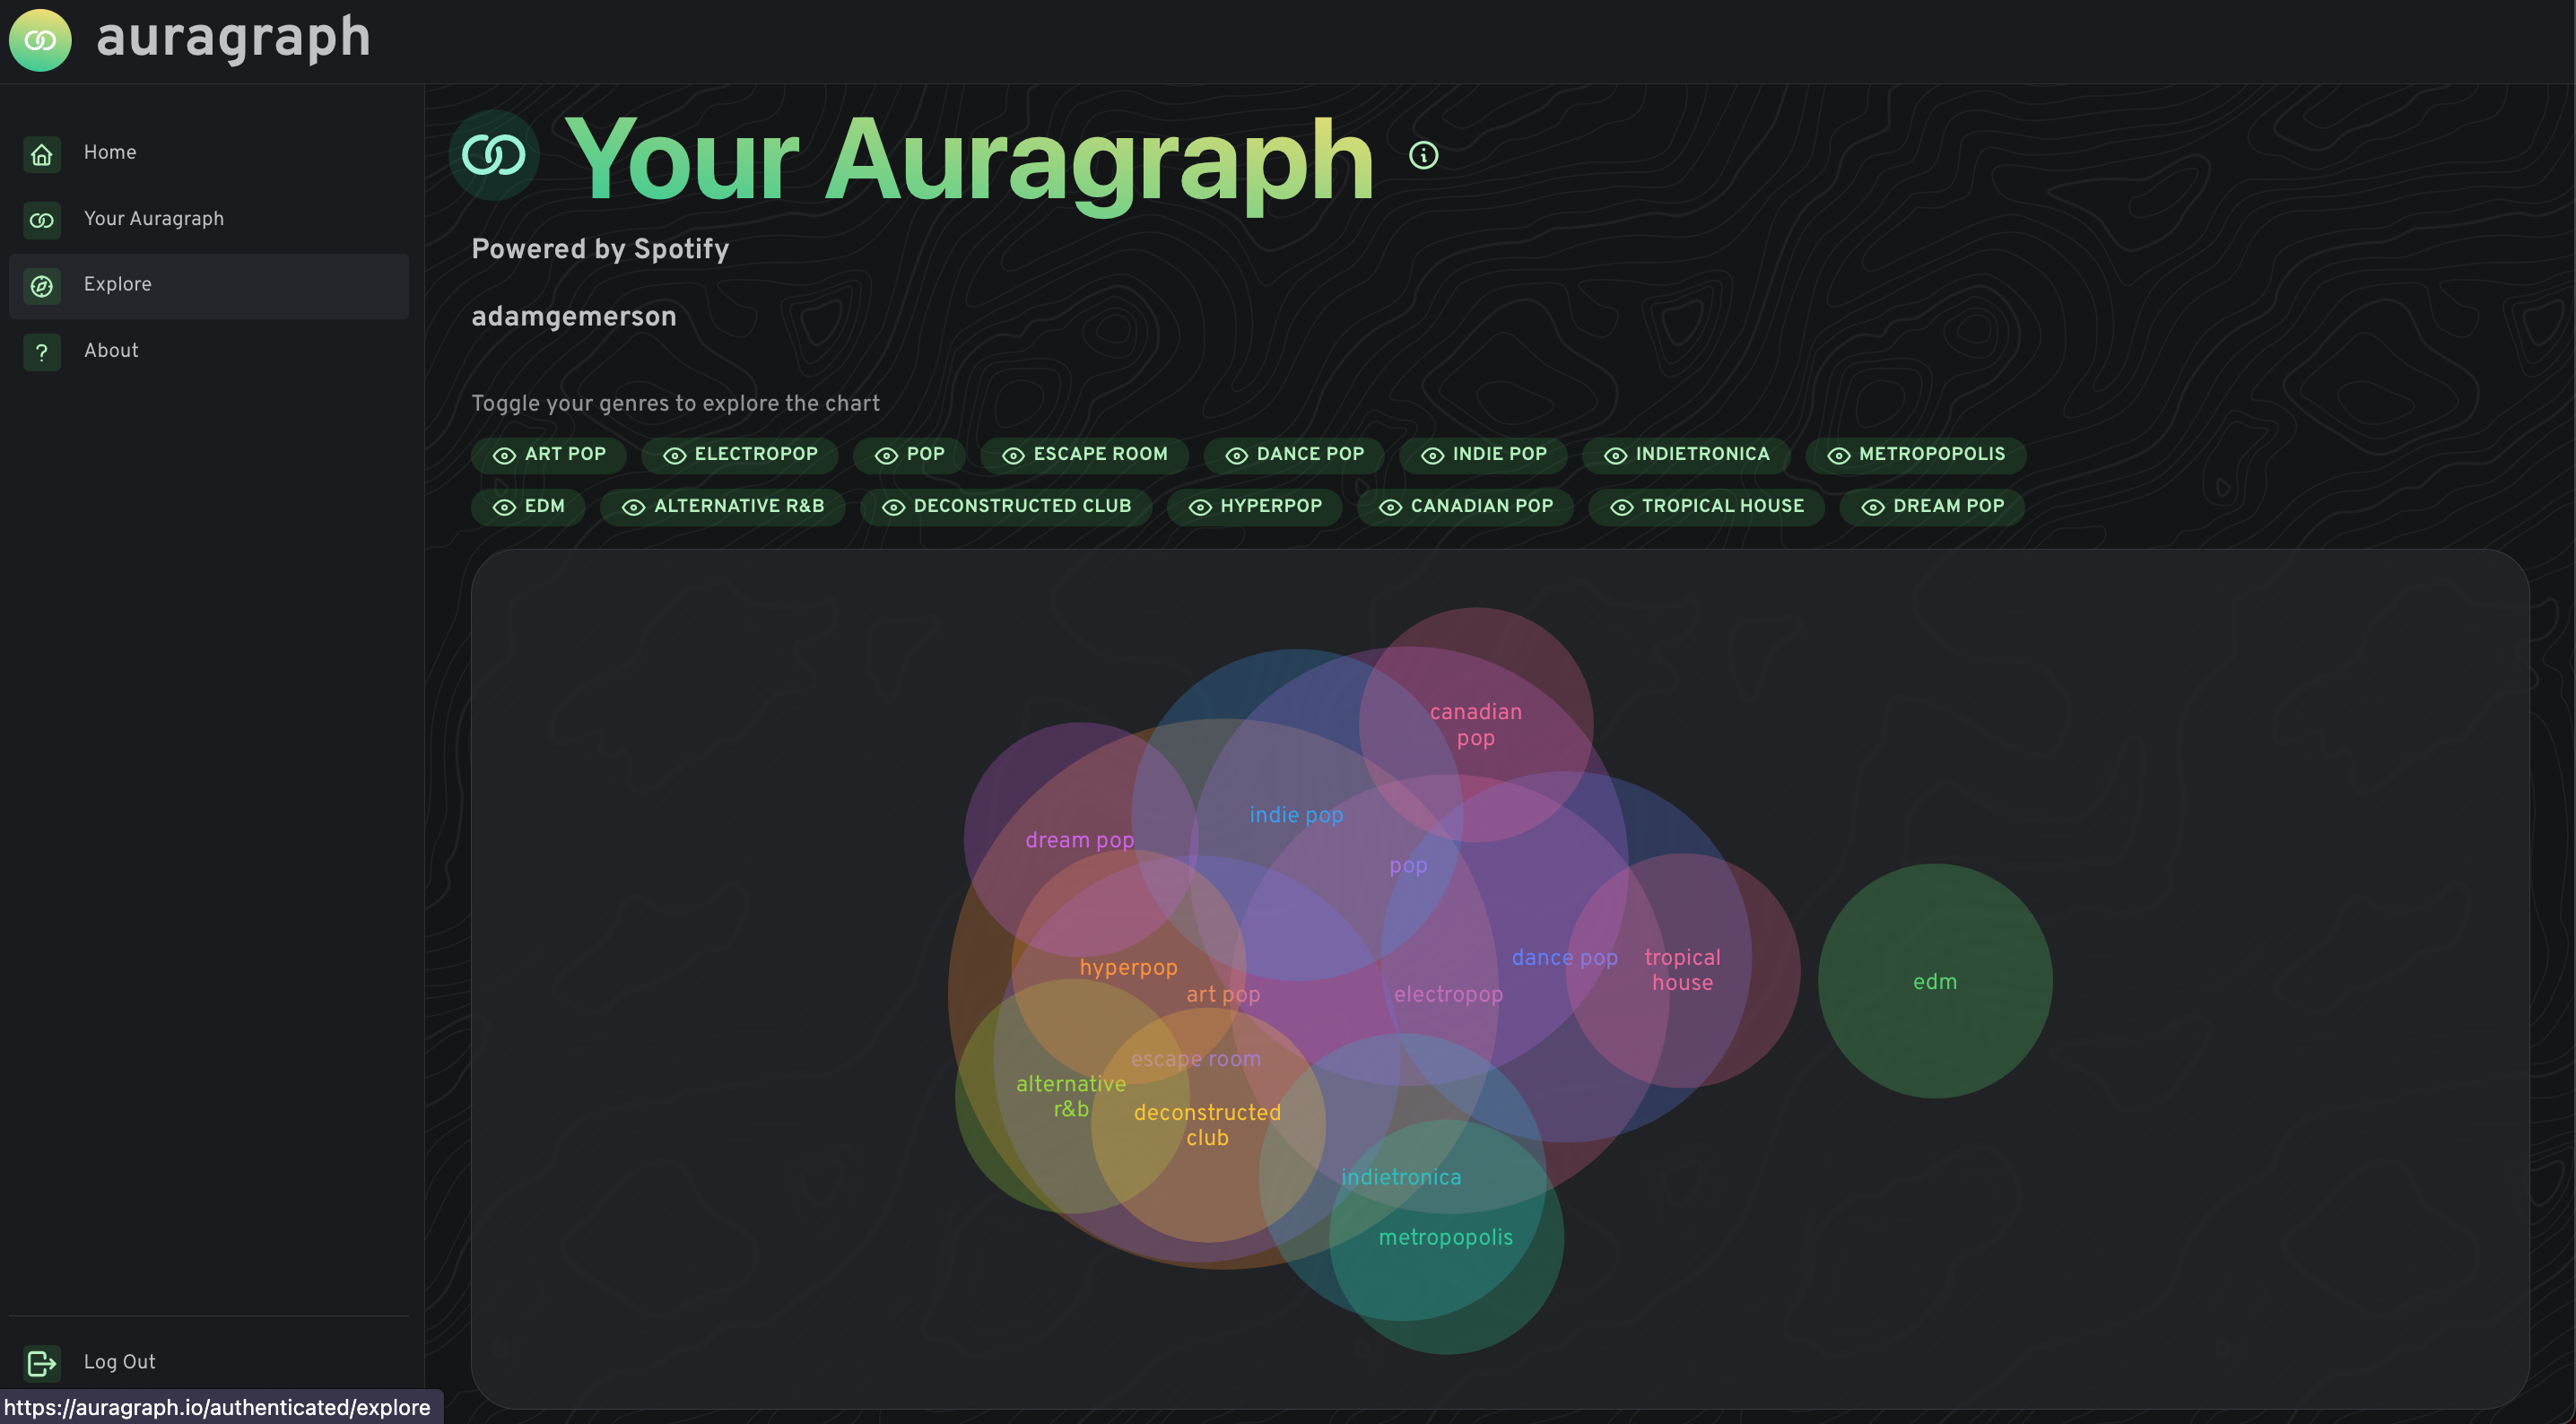 auragraph
Home
Your Auragraph
Explore
? About
Log Out
https://auragraph.io/authenticated/explore
Your Auragraph
Powered by Spotify
adamgemerson
Toggle your genres to explore the chart
ART POP ELECTROPOP POP ESCAPE ROOM DANCE POP INDIE POP INDIETRONICA METROPOPOLIS
EDM ALTERNATIVE R&B DECONSTRUCTED CLUB HYPERPOP CANADIAN POP TROPICAL HOUSE DREAM POP
canadian
pop
indie pop
dream pop
pop
dance pop
tropical
house
hyperpop
art pop
electropop
edm
escape room
alternative
r&b
deconstructed
club
indietronica
metropopolis